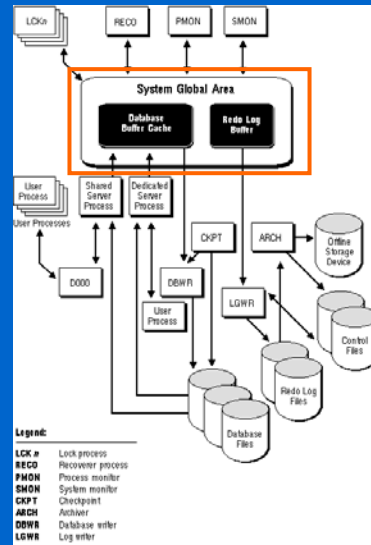 LCKn
RECO
PMON
SMON
System Global Area
Database
Buffer Cache
Redo Log
Buffer
User
Process
User Processes
Shared
Server
Process
Dedicated
Server
Process
CKPT
ARCH
Offline
Storage
Device
D000
DBWR
User
Process
LGWR
Control
Files
Redo Log
Files
Database
Files
Legend:
LCK n Lock process
RECO Recoverer process
PMON Process monitor
SMON System monitor
CKPT Checkpoint
ARCH Archiver
DBWR Database writer
LGWR Log writer